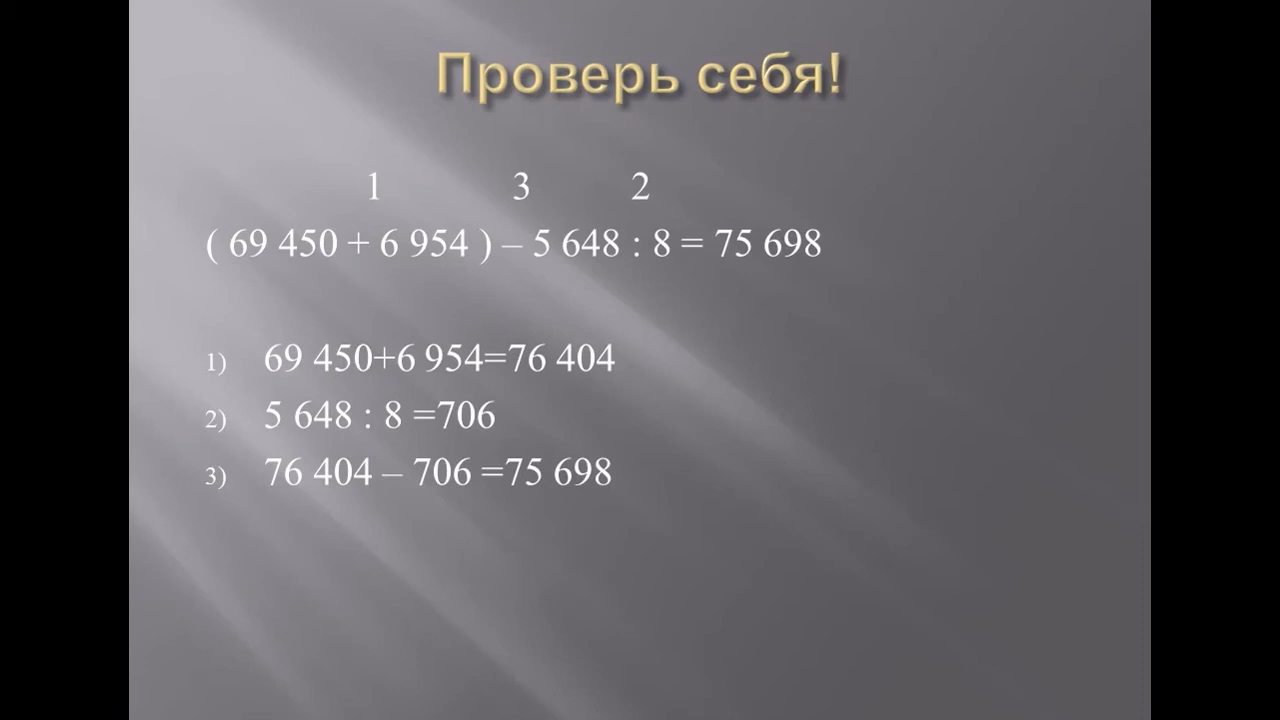 Проверь себя!
1 3 2
( 69 450 + 6 954 ) – 5 648 : 8 = 75 698
1) 69 450+6 954=76 404
2) 5 648 : 8 =706
3) 76 404 – 706 =75 698